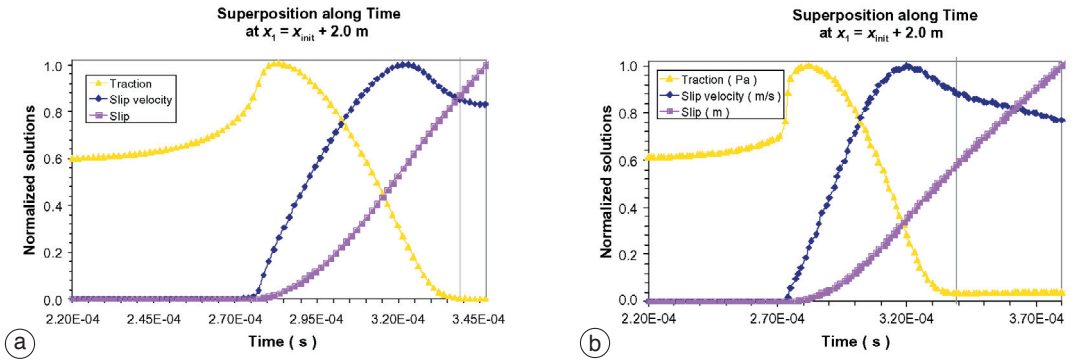 Superposition along Time
at x₁ = x_init + 2.0 m
Normalized solutions
1.0
0.8
0.6
0.4
0.2
0.0
Traction
Slip velocity
Slip
2.20E-04
2.45E-04
2.70E-04
2.95E-04
3.20E-04
3.45E-04
Time ( s )
a
Superposition along Time
at x₁ = x_init + 2.0 m
Normalized solutions
1.0
0.8
0.6
0.4
0.2
0.0
Traction ( Pa )
Slip velocity ( m/s )
Slip ( m )
2.20E-04
2.70E-04
3.20E-04
3.70E-04
Time ( s )
b